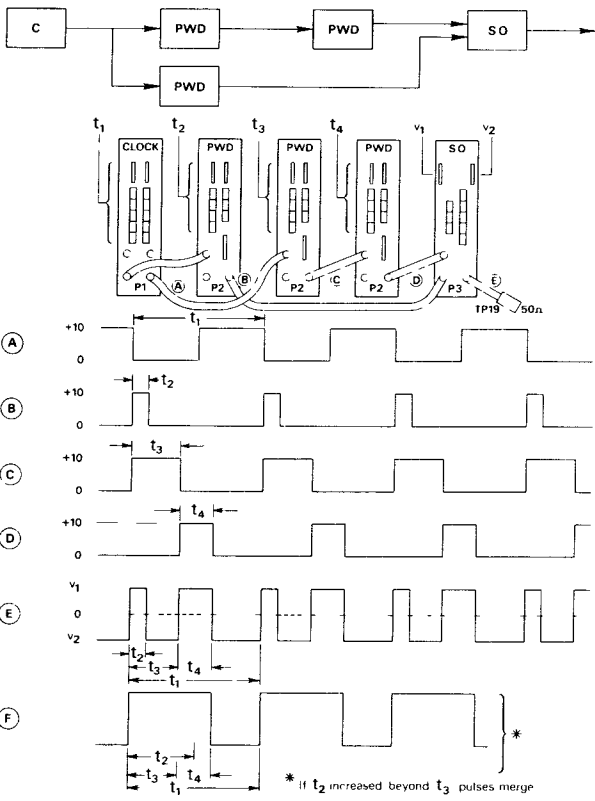 C
PWD
PWD
SO
PWD
t1 t2 t3 t4 v1 v2
CLOCK PWD PWD PWD SO
A B C D E
P1 P2 P2 P2 P3
TP19 50Ω
A +10 0 t1
B +10 0 t2
C +10 0 t3
D +10 0 t4
E v1 0 v2
t2
t3 t4
t1
F
t2
t3 t4
t1
*
* If t2 increased beyond t3 pulses merge